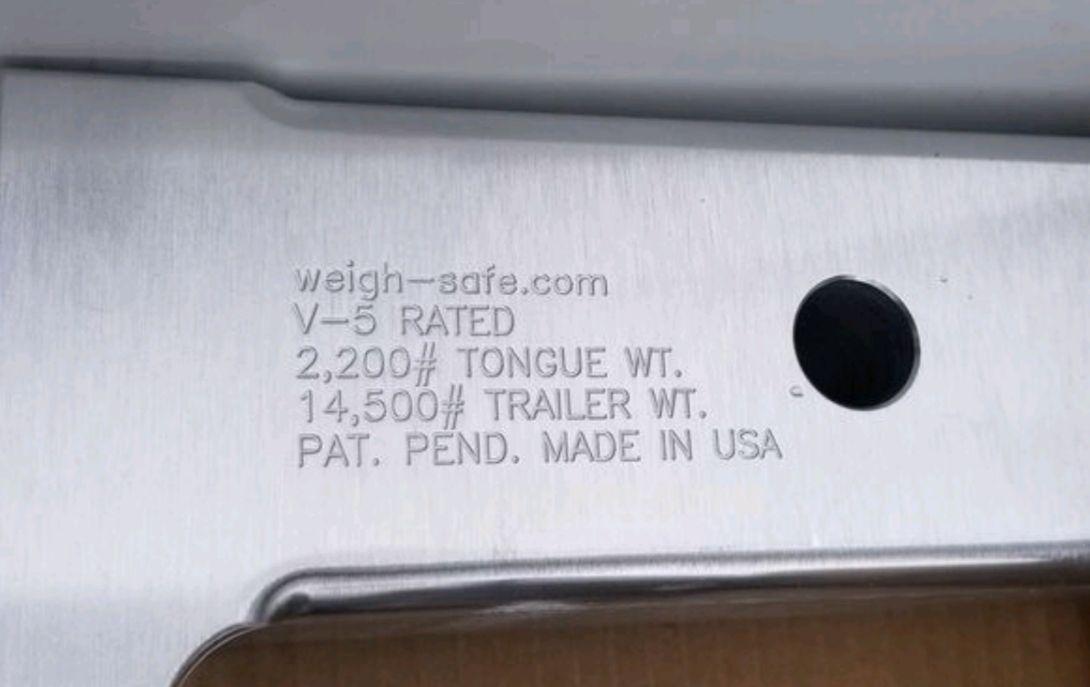 weigh-safe.com
V-5 RATED
2,200# TONGUE WT.
14,500# TRAILER WT.
PAT. PEND. MADE IN USA